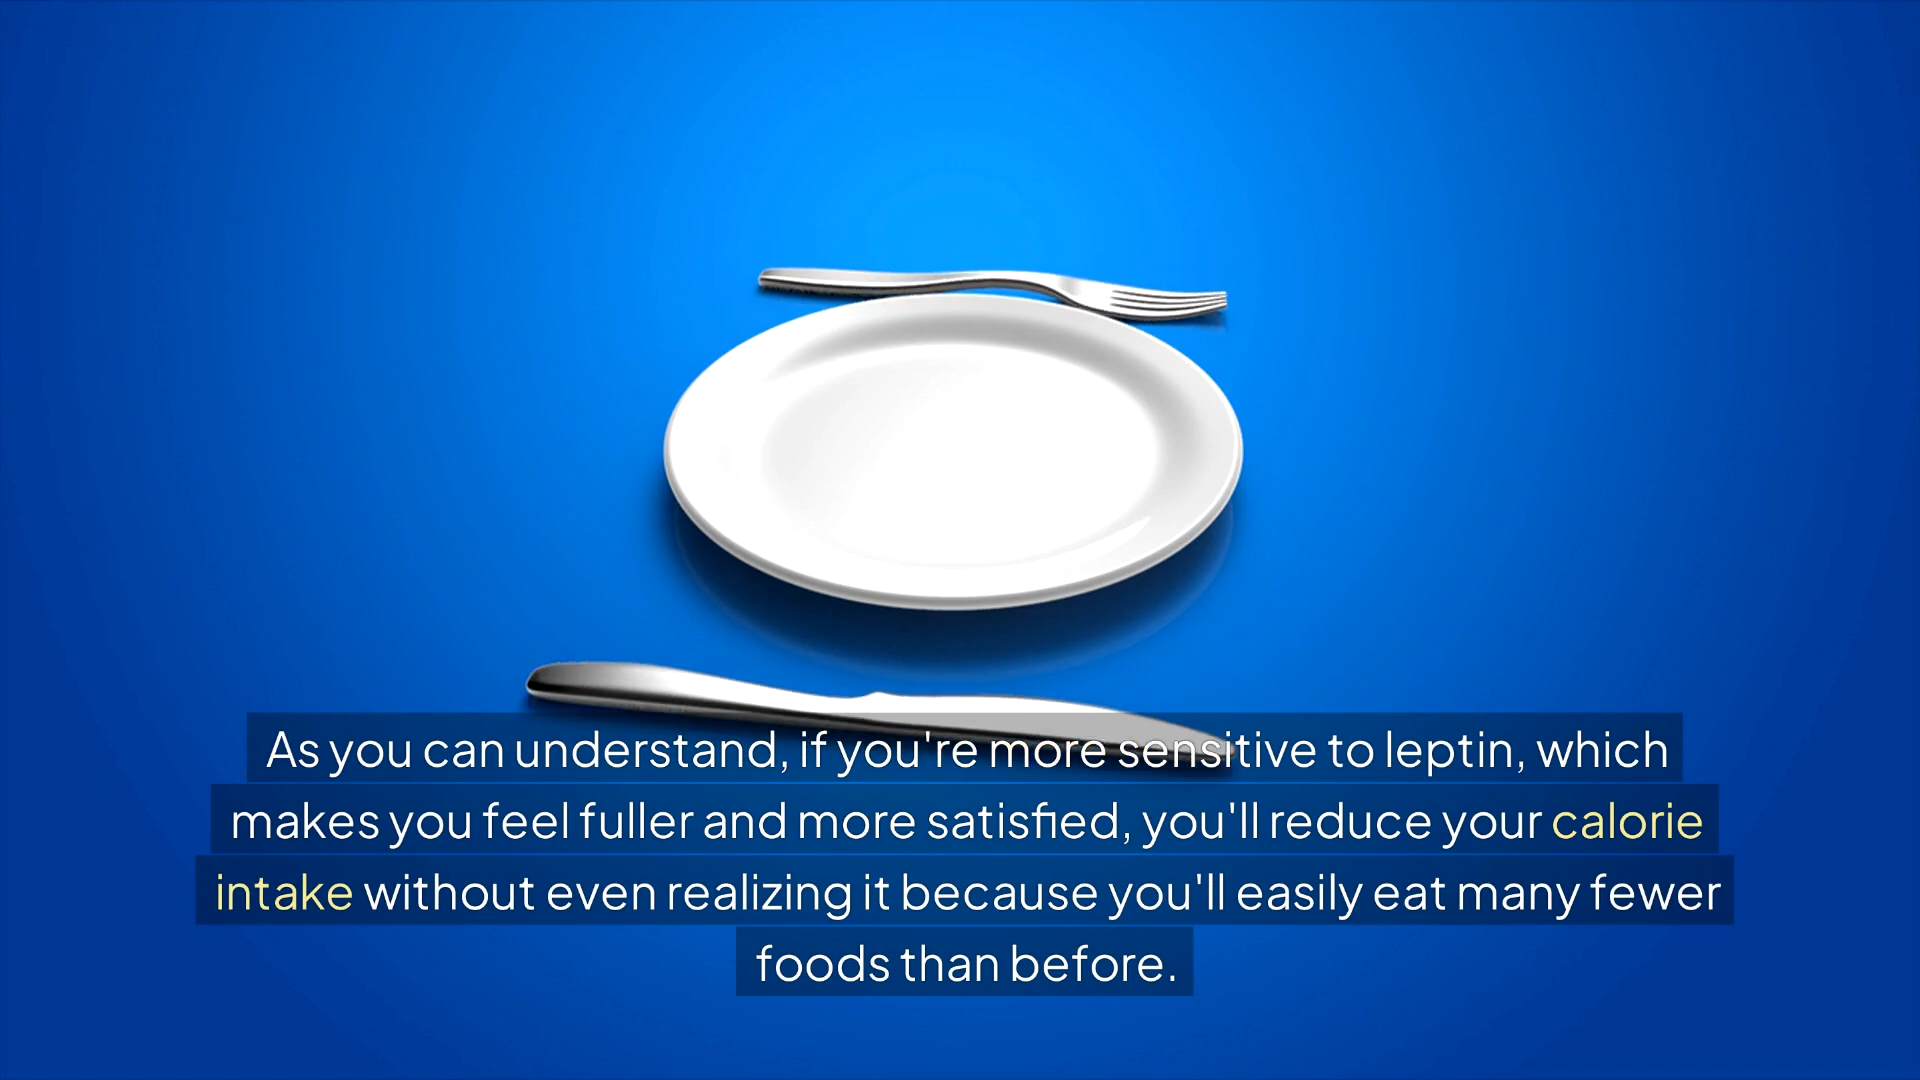 As you can understand, if you're more sensitive to leptin, which
makes you feel fuller and more satisfied, you'll reduce your calorie
intake without even realizing it because you'll easily eat many fewer
foods than before.